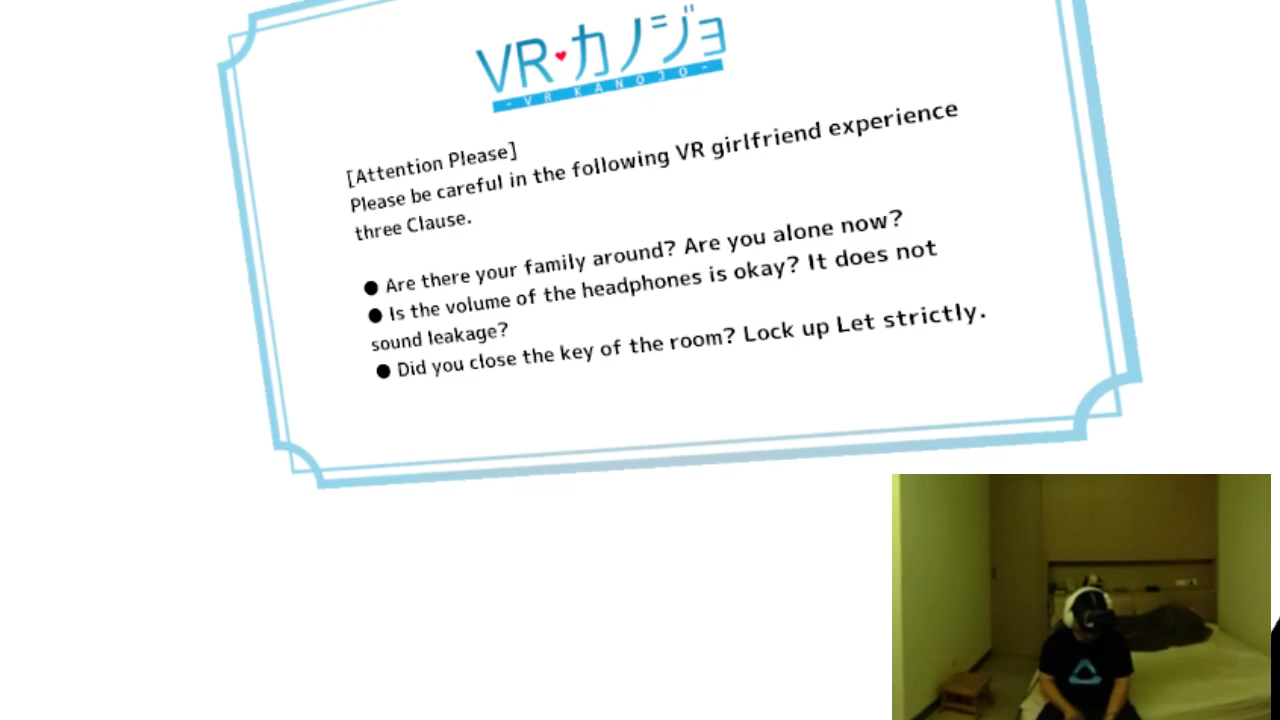 VR♥カノジョ
- VR KANOJO -
[Attention Please]
Please be careful in the following VR girlfriend experience
three Clause.
● Are there your family around? Are you alone now?
● Is the volume of the headphones is okay? It does not
sound leakage?
● Did you close the key of the room? Lock up Let strictly.